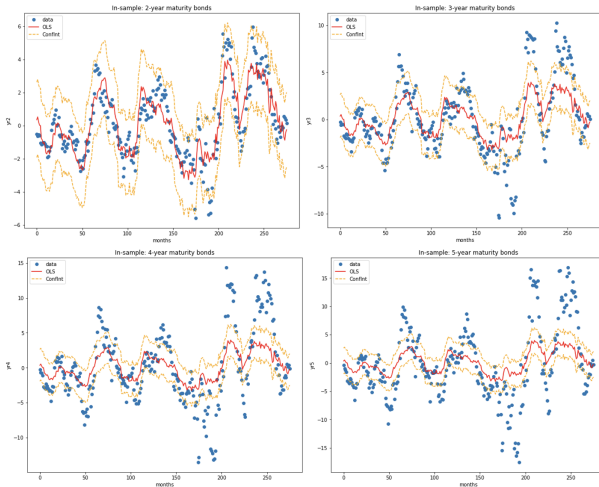 In-sample: 2-year maturity bonds
data
OLS
ConfInt
6
4
2
0
−2
−4
−6
yr2
0
50
100
150
200
250
months
In-sample: 3-year maturity bonds
data
OLS
ConfInt
10
5
0
−5
−10
yr3
0
50
100
150
200
250
months
In-sample: 4-year maturity bonds
data
OLS
ConfInt
10
5
0
−5
−10
yr4
0
50
100
150
200
250
months
In-sample: 5-year maturity bonds
data
OLS
ConfInt
15
10
5
0
−5
−10
−15
yr5
0
50
100
150
200
250
months